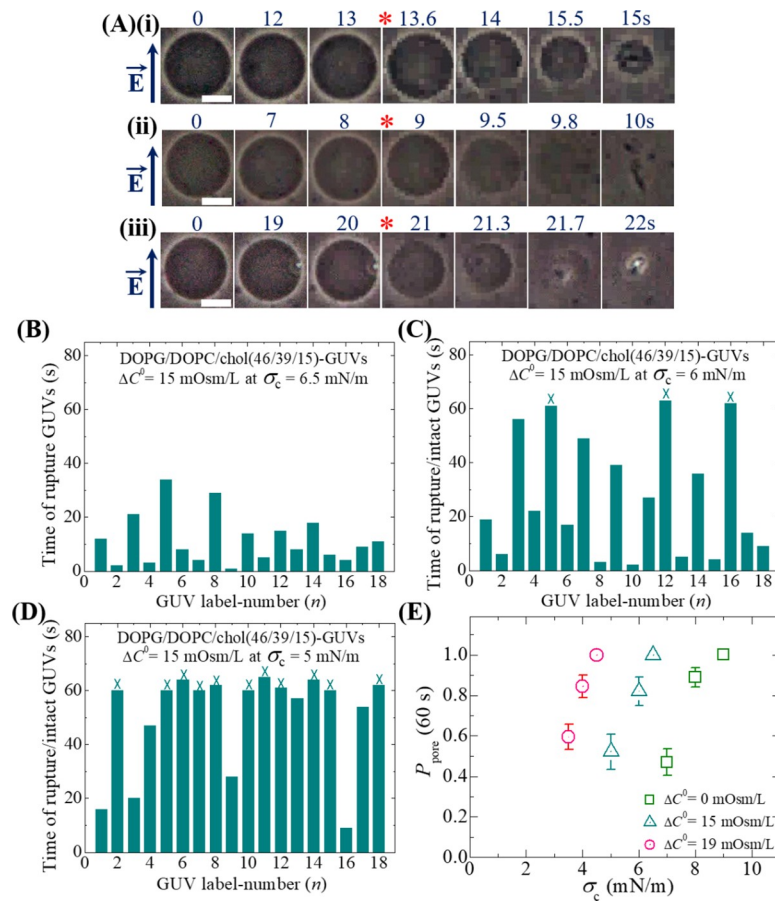 (A)(i) 0 12 13 * 13.6 14 15.5 15s
E
(ii) 0 7 8 * 9 9.5 9.8 10s
E
(iii) 0 19 20 * 21 21.3 21.7 22s
E
(B)
DOPG/DOPC/chol(46/39/15)-GUVs
ΔC⁰= 15 mOsm/L at σc = 6.5 mN/m
Time of rupture GUVs (s)
80
60
40
20
0
0 2 4 6 8 10 12 14 16 18
GUV label-number (n)
(C)
DOPG/DOPC/chol(46/39/15)-GUVs
ΔC⁰= 15 mOsm/L at σc = 6 mN/m
Time of rupture/intact GUVs (s)
80
60
40
20
0
X X X
0 2 4 6 8 10 12 14 16 18
GUV label-number (n)
(D)
DOPG/DOPC/chol(46/39/15)-GUVs
ΔC⁰= 15 mOsm/L at σc = 5 mN/m
Time of rupture/intact GUVs (s)
80
60
40
20
0
X X X X X X X X X X X
0 2 4 6 8 10 12 14 16 18
GUV label-number (n)
(E)
Ppore (60 s)
1.0
0.8
0.6
0.4
0.2
0.0
ΔC⁰= 0 mOsm/L
ΔC⁰= 15 mOsm/L
ΔC⁰= 19 mOsm/L
0 2 4 6 8 10
σc (mN/m)